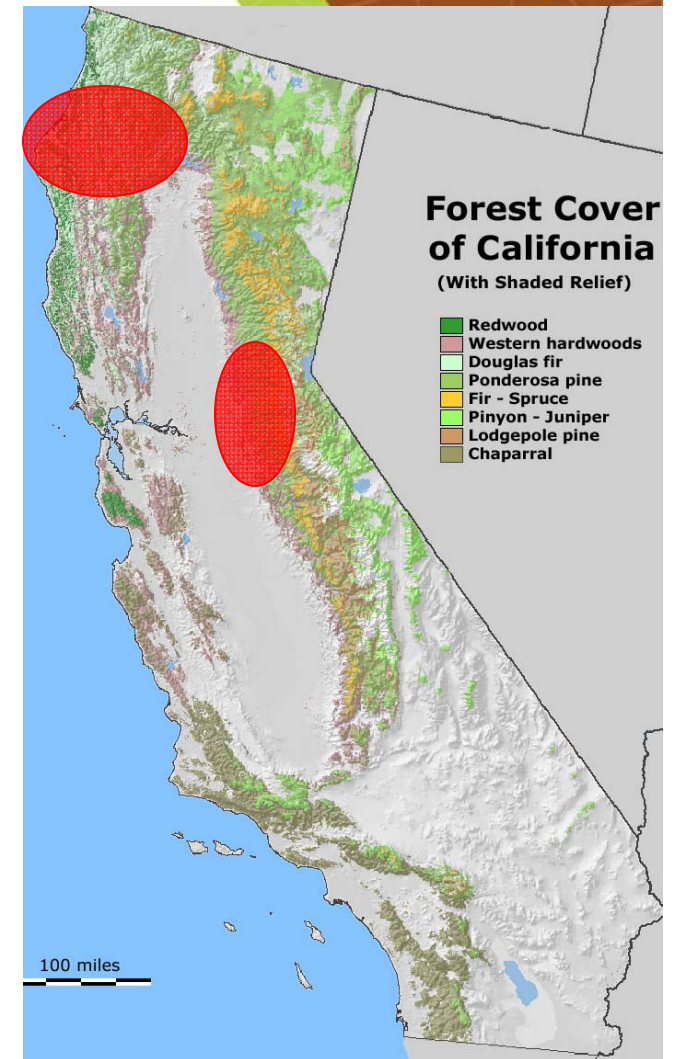 Forest Cover
of California
(With Shaded Relief)
Redwood
Western hardwoods
Douglas fir
Ponderosa pine
Fir - Spruce
Pinyon - Juniper
Lodgepole pine
Chaparral
100 miles